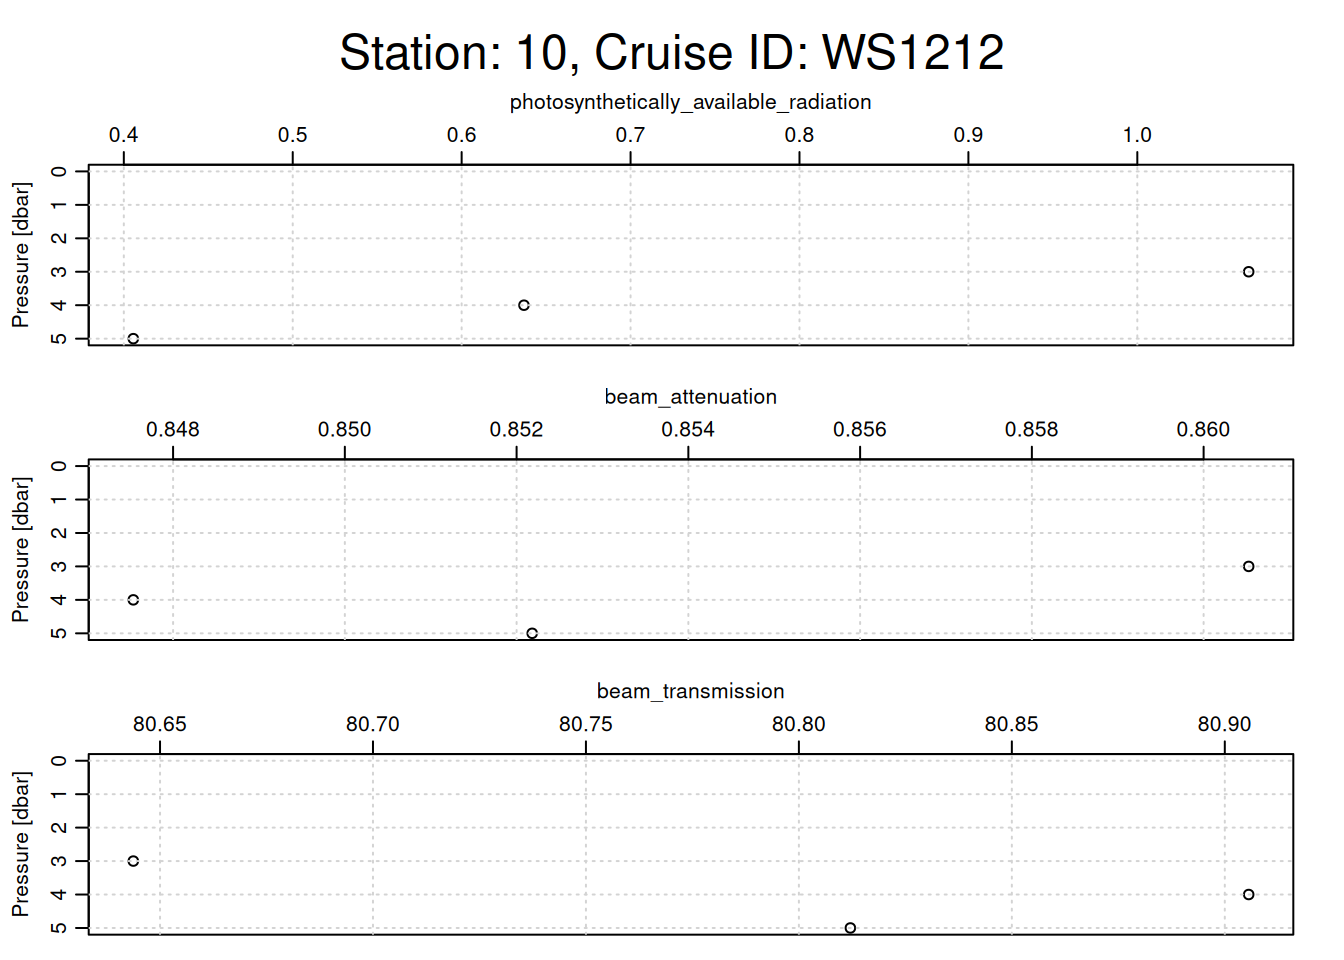 Station: 10, Cruise ID: WS1212
photosynthetically_available_radiation
0.4 0.5 0.6 0.7 0.8 0.9 1.0
Pressure [dbar]
0
1
2
3
4
5
beam_attenuation
0.848 0.850 0.852 0.854 0.856 0.858 0.860
Pressure [dbar]
0
1
2
3
4
5
beam_transmission
80.65 80.70 80.75 80.80 80.85 80.90
Pressure [dbar]
0
1
2
3
4
5